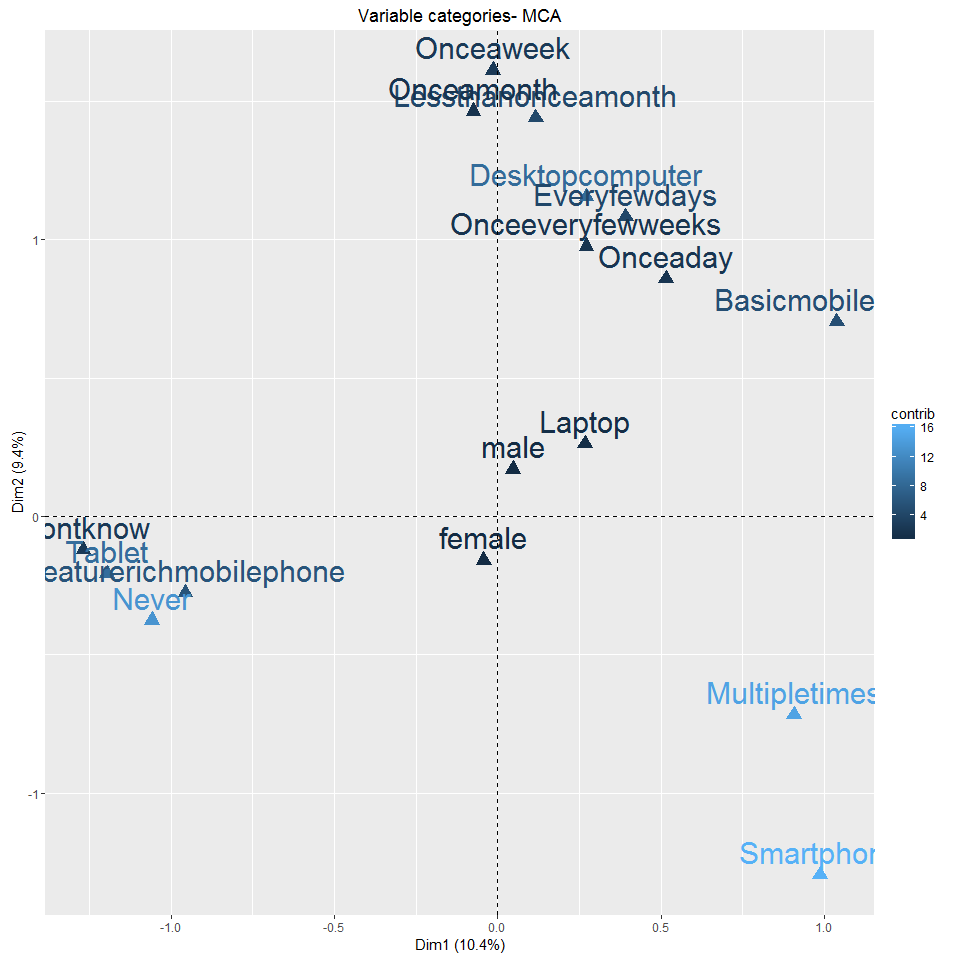 Variable categories- MCA
Onceaweek
Onceamonth
Lessthanonceamonth
Desktopcomputer
Everyfewdays
Onceeveryfewweeks
Onceaday
Basicmobile
Laptop
male
female
ontknow
Tablet
eaturerichmobilephone
Never
Multipletimes
Smartphor
1
0
-1
-1.0
-0.5
0.0
0.5
1.0
Dim1 (10.4%)
Dim2 (9.4%)
contrib
16
12
8
4